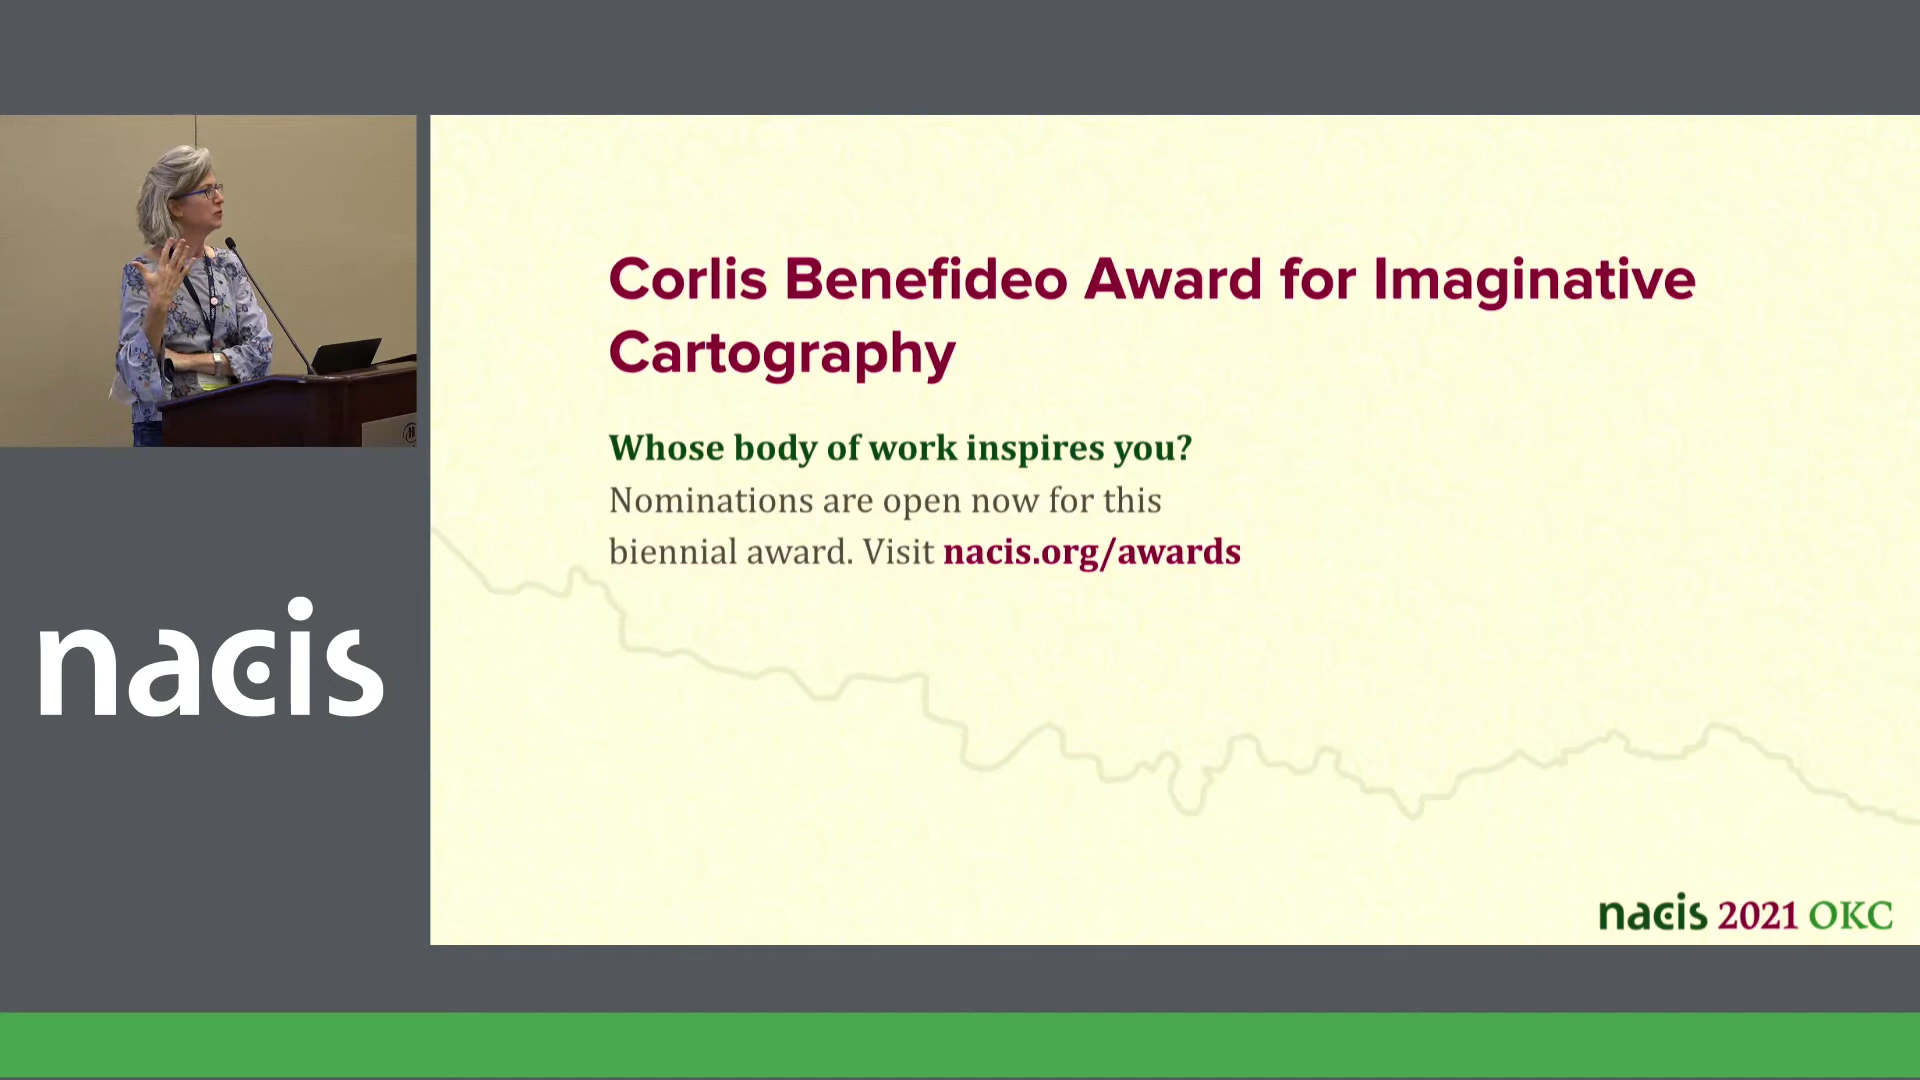 Corlis Benefideo Award for Imaginative
Cartography
Whose body of work inspires you?
Nominations are open now for this
biennial award. Visit nacis.org/awards
nacis
nacis 2021 OKC